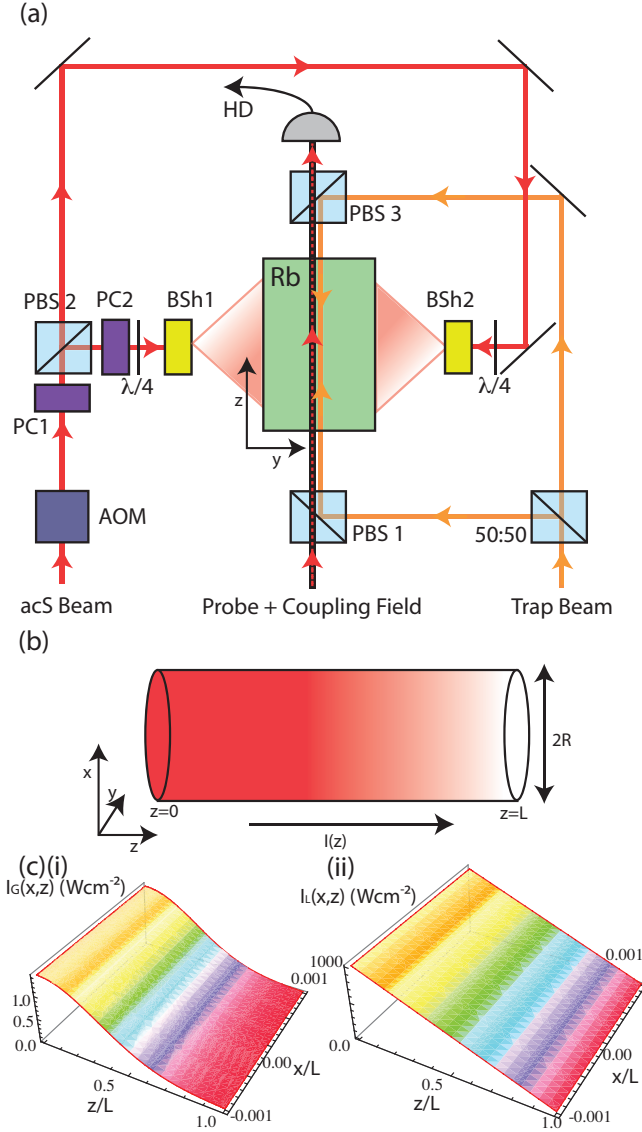 (a)
HD
PBS 3
Rb
PBS 2
PC2
BSh1
BSh2
λ/4
λ/4
z
PC1
y
AOM
PBS 1
50:50
acS Beam
Probe + Coupling Field
Trap Beam
(b)
2R
x
y
z=0
z=L
z
I(z)
(c)(i)
(ii)
IG(x,z) (Wcm⁻²)
IL(x,z) (Wcm⁻²)
1.0
0.5
0.0
0.5
1.0
z/L
0.001
0.00
-0.001
x/L
1000
0.0
0.5
1.0
z/L
0.001
0.00
-0.001
x/L